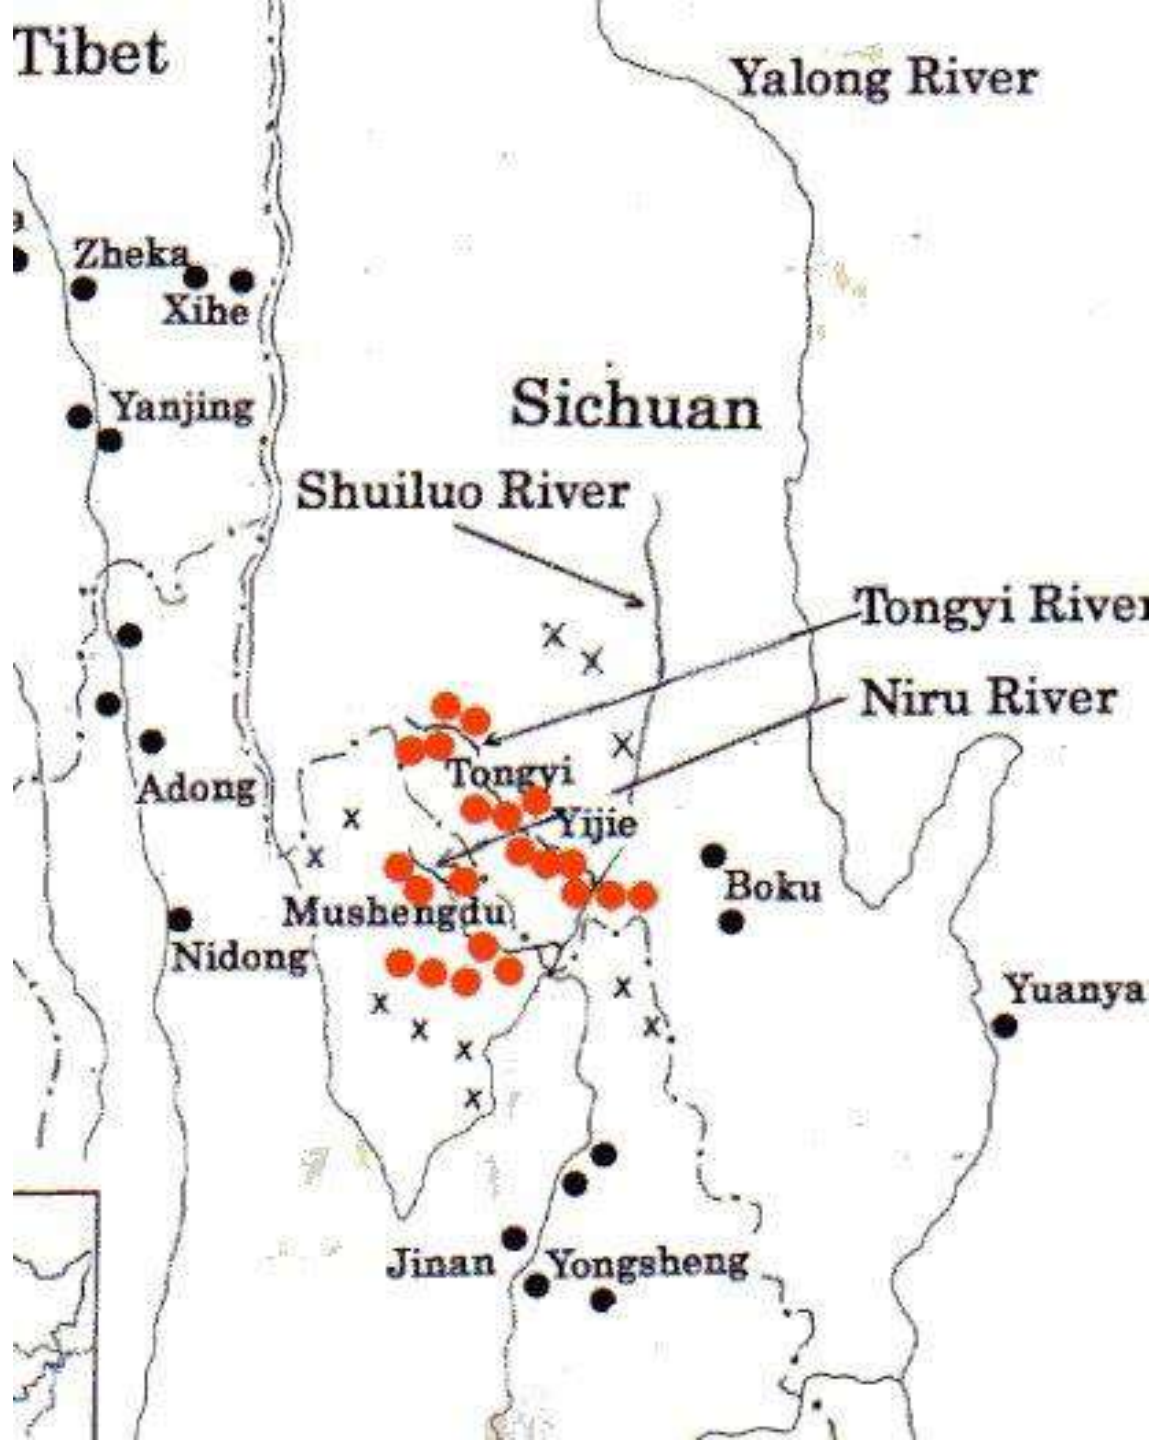 Tibet
Yalong River
a
Zheka
Xihe
Yanjing
Sichuan
Shuiluo River
Tongyi River
Niru River
Tongyi
Adong
Yijie
Boku
Mushengdu
Nidong
Yuanya
Jinan
Yongsheng